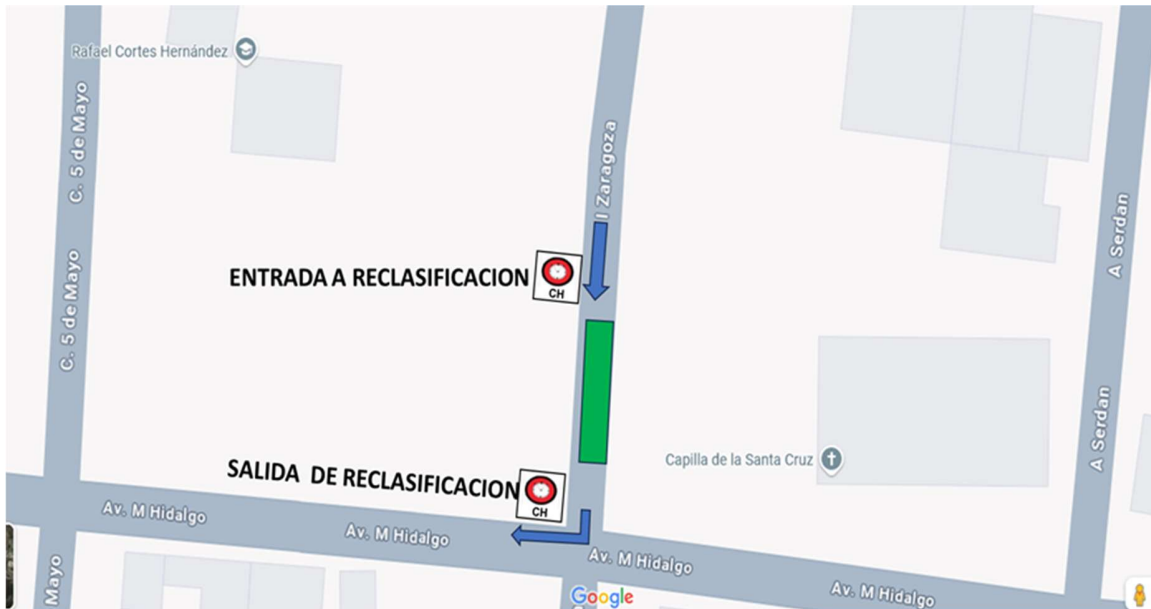 Rafael Cortes Hernández
C. 5 de Mayo
I Zaragoza
A Serdan
ENTRADA A RECLASIFICACION
CH
C. 5 de Mayo
A Serdan
Capilla de la Santa Cruz
SALIDA DE RECLASIFICACION
CH
Av. M Hidalgo
Av. M Hidalgo
Av. M Hidalgo
Av. M Hidalgo
Mayo
Google